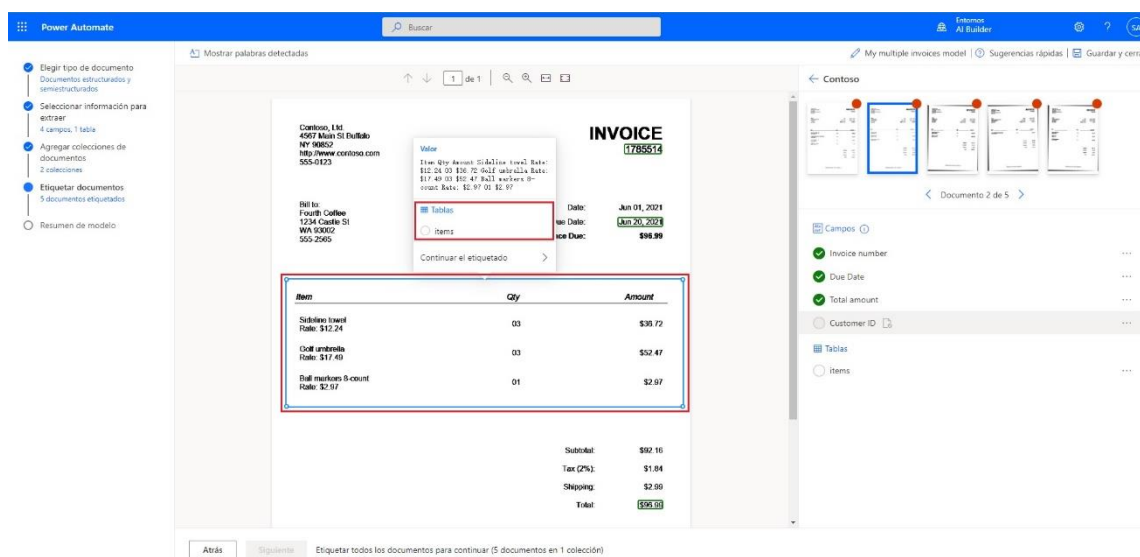 Power Automate
Buscar
Entornos
AI Builder
?
SA
Elegir tipo de documento
Documentos estructurados y
semiestructurados
Seleccionar información para
extraer
4 campos, 1 tabla
Agregar colecciones de
documentos
2 colecciones
Etiquetar documentos
5 documentos etiquetados
Resumen de modelo
Mostrar palabras detectadas
My multiple invoices model
Sugerencias rápidas
Guardar y cerra
1 de 1
Contoso, Ltd.
4567 Main St Buffalo
NY 90852
http://www.contoso.com
555-0123
INVOICE
1785514
Valor
Item Qty Amount Sideline towel Rate:
$12.24 03 $36.72 Golf umbrella Rate:
$17.49 03 $52.47 Ball markers 8-
count Rate: $2.97 01 $2.97
Tablas
items
Continuar el etiquetado
Bill to:
Fourth Coffee
1234 Castle St
WA 93002
555-2565
Date: Jun 01, 2021
ue Date: Jun 20, 2021
ice Due: $96.99
Item Qty Amount
Sideline towel
Rate: $12.24
03 $36.72
Golf umbrella
Rate: $17.49
03 $52.47
Ball markers 8-count
Rate: $2.97
01 $2.97
Subtotal: $92.16
Tax (2%): $1.84
Shipping: $2.99
Total: $96.99
Contoso
Documento 2 de 5
Campos
Invoice number
Due Date
Total amount
Customer ID
Tablas
items
Atrás
Siguiente
Etiquetar todos los documentos para continuar (5 documentos en 1 colección)